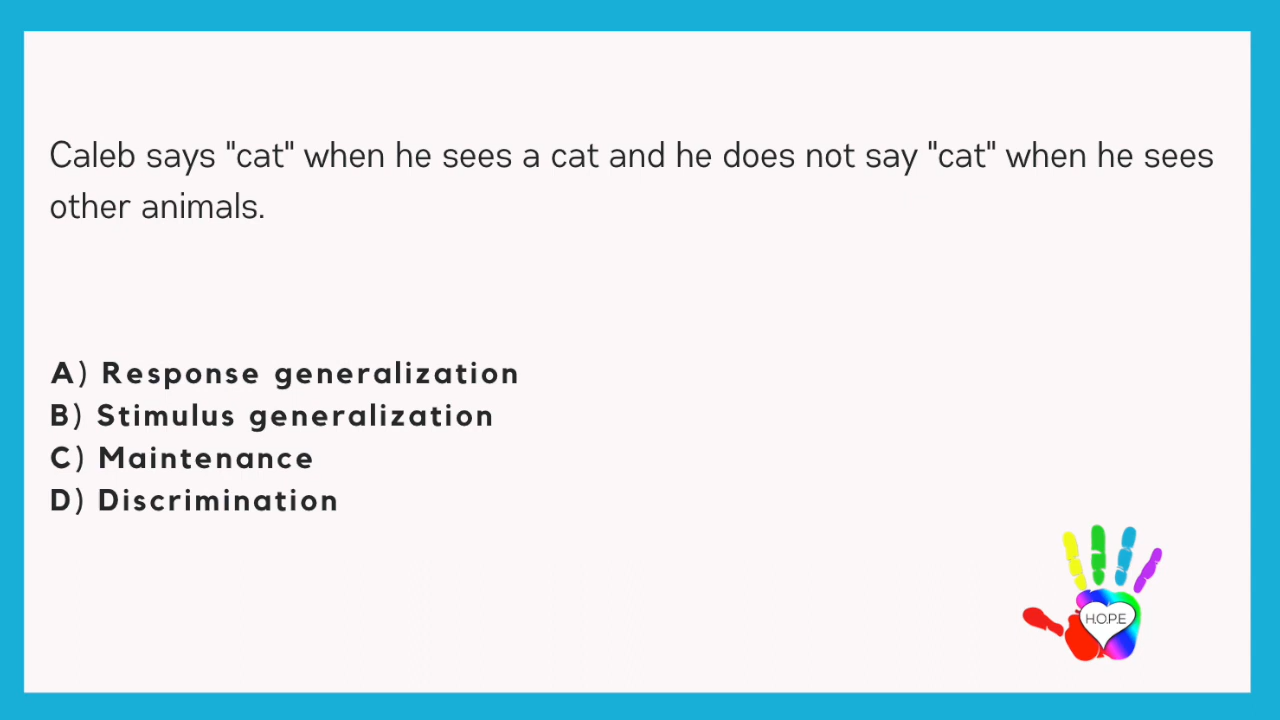 Caleb says "cat" when he sees a cat and he does not say "cat" when he sees
other animals.
A) Response generalization
B) Stimulus generalization
C) Maintenance
D) Discrimination
H.O.P.E